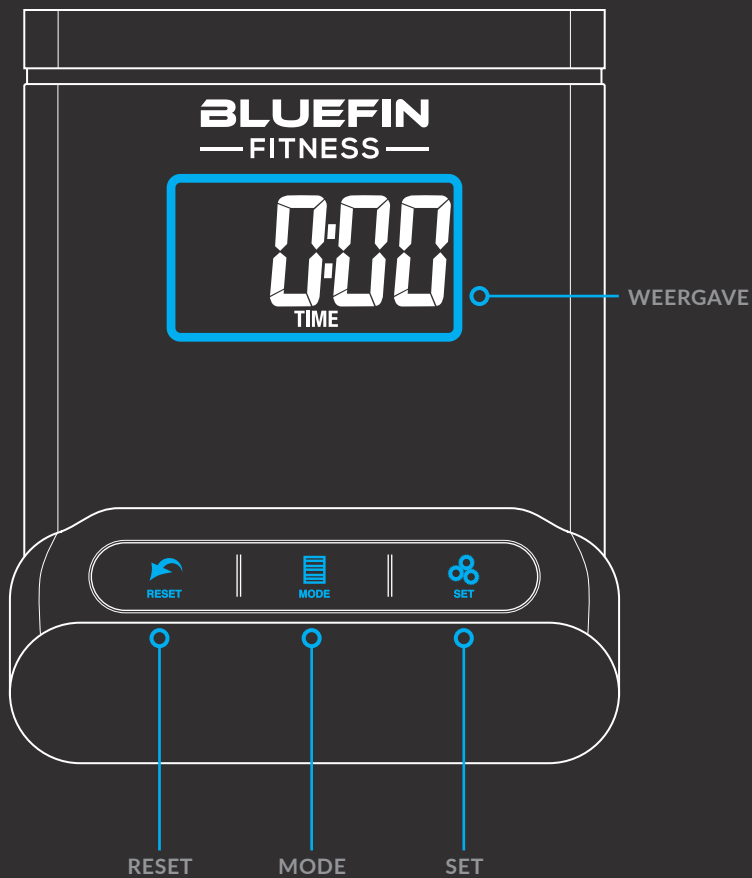 BLUEFIN
FITNESS
0:00
TIME
WEERGAVE
RESET
MODE
SET
RESET
MODE
SET